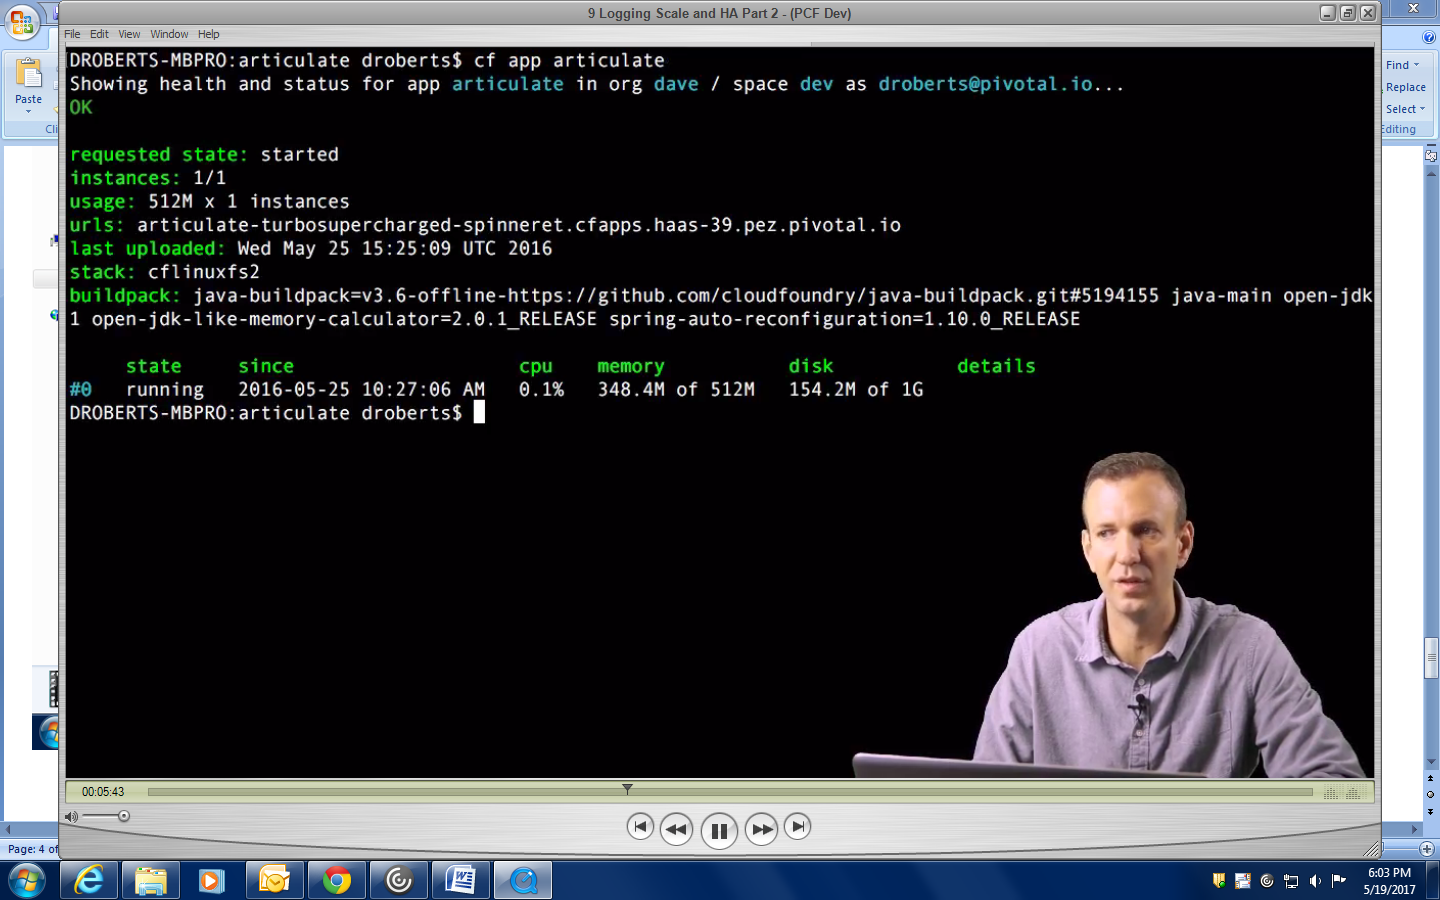 9 Logging Scale and HA Part 2 - (PCF Dev)
File Edit View Window Help
DROBERTS-MBPRO:articulate droberts$ cf app articulate
Showing health and status for app articulate in org dave / space dev as droberts@pivotal.io...
OK
requested state: started
instances: 1/1
usage: 512M x 1 instances
urls: articulate-turbosupercharged-spinneret.cfapps.haas-39.pez.pivotal.io
last uploaded: Wed May 25 15:25:09 UTC 2016
stack: cflinuxfs2
buildpack: java-buildpack=v3.6-offline-https://github.com/cloudfoundry/java-buildpack.git#5194155 java-main open-jdk
1 open-jdk-like-memory-calculator=2.0.1_RELEASE spring-auto-reconfiguration=1.10.0_RELEASE
state since cpu memory disk details
#0 running 2016-05-25 10:27:06 AM 0.1% 348.4M of 512M 154.2M of 1G
DROBERTS-MBPRO:articulate droberts$
Paste
Cli
Find
Replace
Select
Editing
00:05:43
Page: 4 of
6:03 PM
5/19/2017